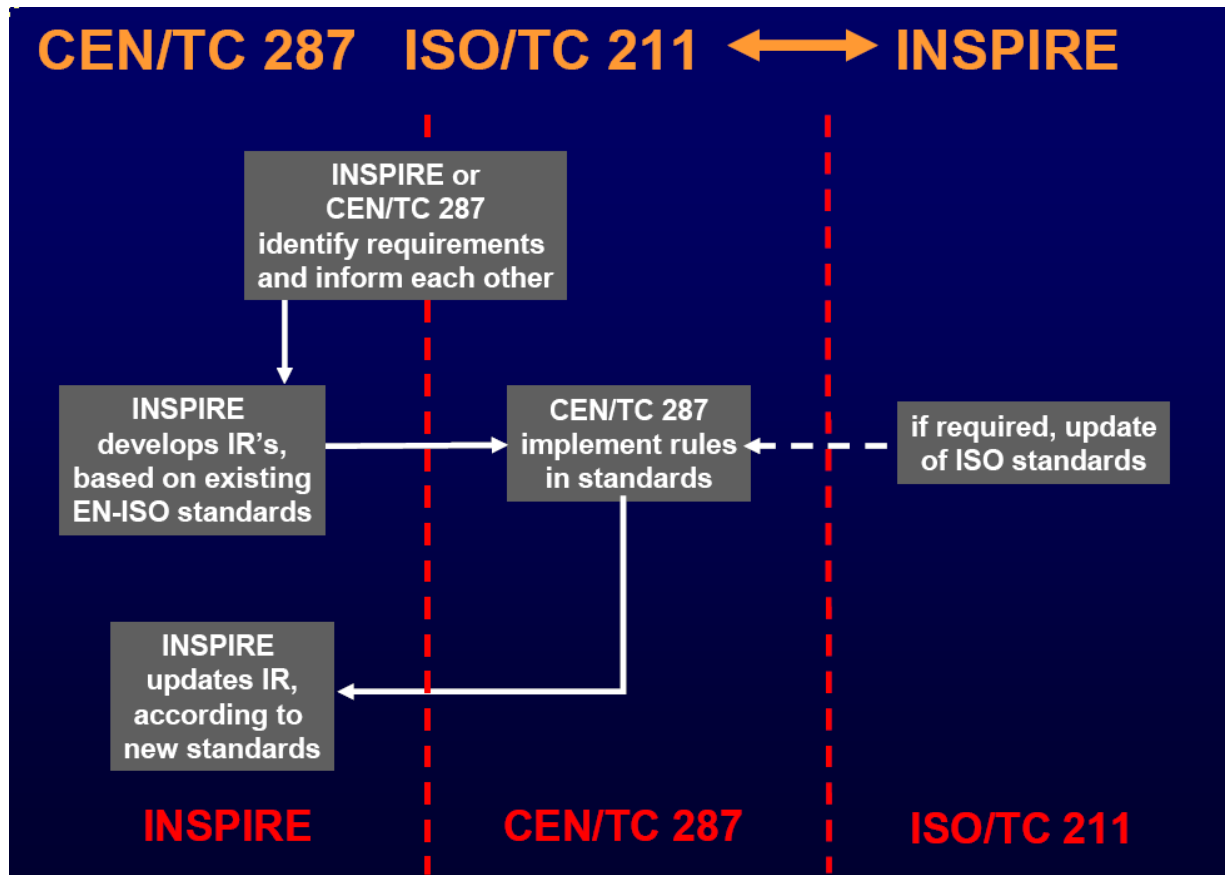 CEN/TC 287 ISO/TC 211 INSPIRE
INSPIRE or
CEN/TC 287
identify requirements
and inform each other
INSPIRE
develops IR's,
based on existing
EN-ISO standards
CEN/TC 287
implement rules
in standards
if required, update
of ISO standards
INSPIRE
updates IR,
according to
new standards
INSPIRE
CEN/TC 287
ISO/TC 211